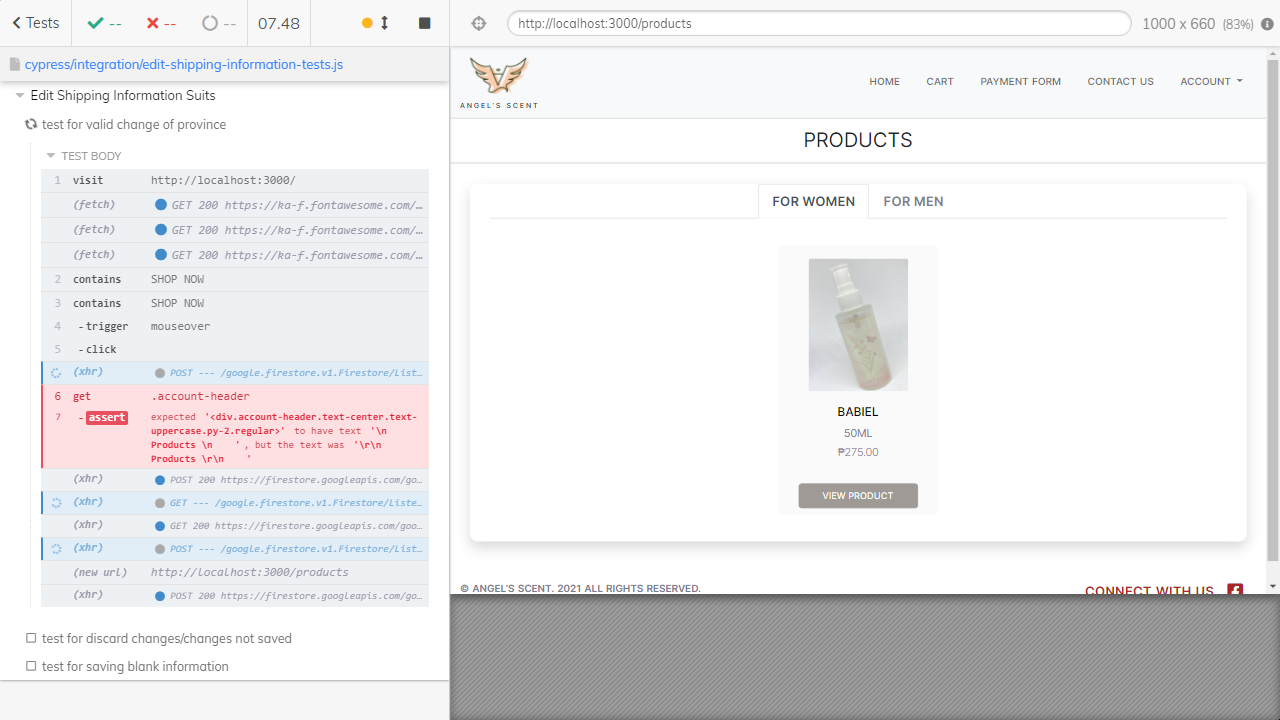 Tests -- -- -- 07.48
http://localhost:3000/products
1000 x 660 (83%)
cypress/integration/edit-shipping-information-tests.js
Edit Shipping Information Suits
test for valid change of province
TEST BODY
1 visit http://localhost:3000/
(fetch) GET 200 https://ka-f.fontawesome.com/…
(fetch) GET 200 https://ka-f.fontawesome.com/…
(fetch) GET 200 https://ka-f.fontawesome.com/…
2 contains SHOP NOW
3 contains SHOP NOW
4 - trigger mouseover
5 - click
(xhr) POST --- /google.firestore.v1.Firestore/List…
6 get .account-header
7 - assert expected '<div.account-header.text-center.text-
uppercase.py-2.regular>' to have text '\n
Products \n ' , but the text was '\r\n
Products \r\n '
(xhr) POST 200 https://firestore.googleapis.com/go…
(xhr) GET --- /google.firestore.v1.Firestore/Liste…
(xhr) GET 200 https://firestore.googleapis.com/goo…
(xhr) POST --- /google.firestore.v1.Firestore/List…
(new url) http://localhost:3000/products
(xhr) POST 200 https://firestore.googleapis.com/go…
test for discard changes/changes not saved
test for saving blank information
ANGEL'S SCENT
HOME CART PAYMENT FORM CONTACT US ACCOUNT
PRODUCTS
FOR WOMEN FOR MEN
BABIEL
50ML
₱275.00
VIEW PRODUCT
© ANGEL'S SCENT. 2021 ALL RIGHTS RESERVED.
CONNECT WITH US